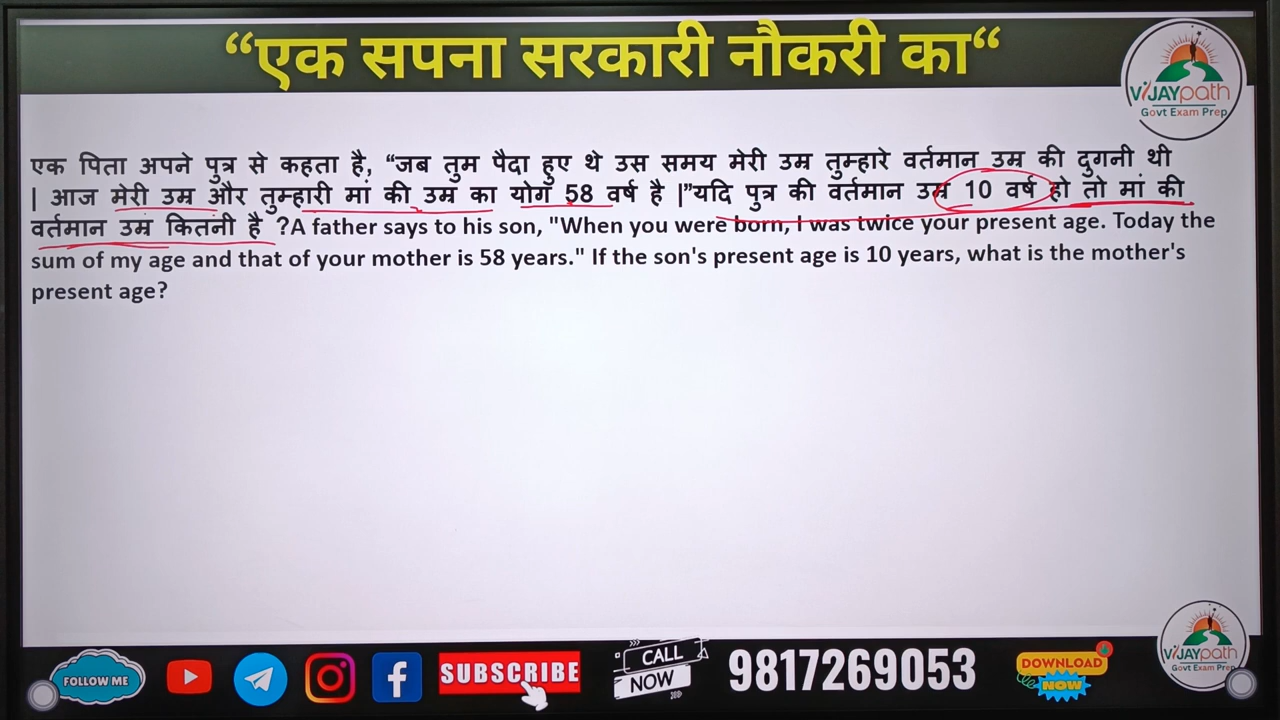 “एक सपना सरकारी नौकरी का“
VIJAYpath
Govt Exam Prep
एक पिता अपने पुत्र से कहता है, “जब तुम पैदा हुए थे उस समय मेरी उम्र तुम्हारे वर्तमान उम्र की दुगनी थी
| आज मेरी उम्र और तुम्हारी मां की उम्र का योग 58 वर्ष है |”यदि पुत्र की वर्तमान उम्र 10 वर्ष हो तो मां की
वर्तमान उम्र कितनी है ?A father says to his son, "When you were born, I was twice your present age. Today the
sum of my age and that of your mother is 58 years." If the son's present age is 10 years, what is the mother's
present age?
FOLLOW ME
SUBSCRIBE
CALL
NOW
9817269053
DOWNLOAD
NOW
VIJAYpath
Govt Exam Prep